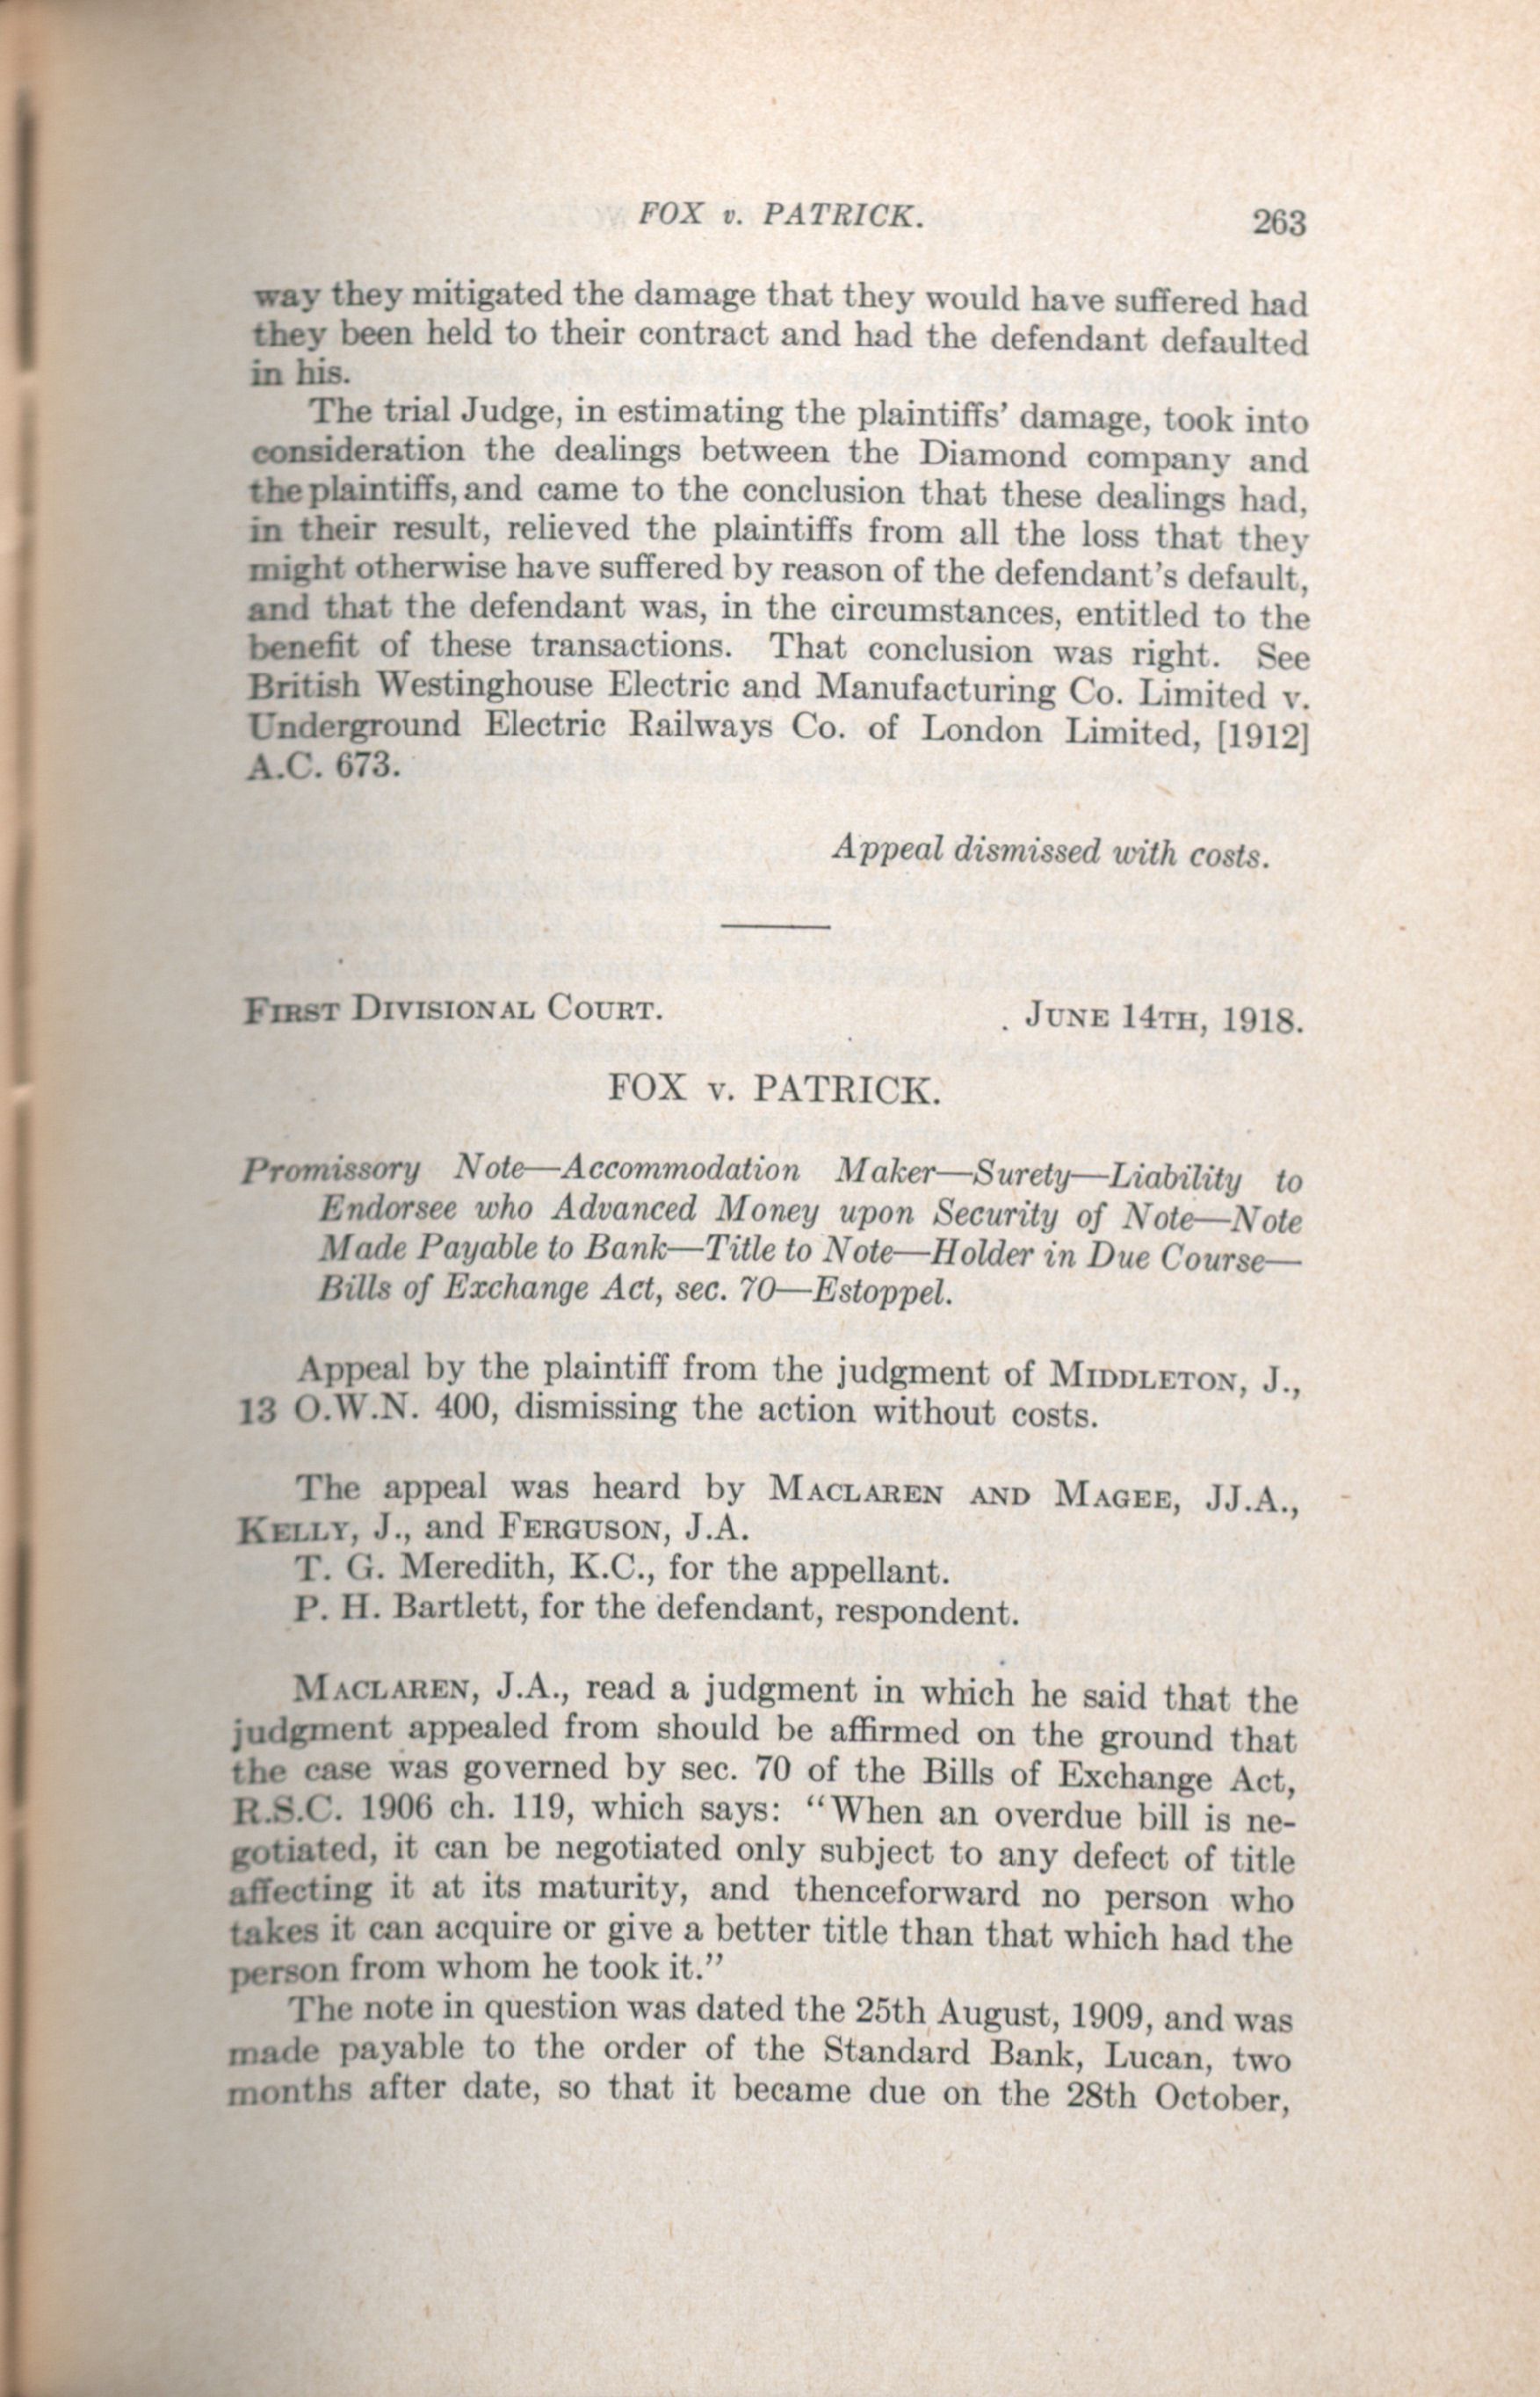 FOX v. PATRICK. 263
way they mitigated the damage that they would have suffered had
they been held to their contract and had the defendant defaulted
in his.
The trial Judge, in estimating the plaintiffs' damage, took into
consideration the dealings between the Diamond company and
the plaintiffs, and came to the conclusion that these dealings had,
in their result, relieved the plaintiffs from all the loss that they
might otherwise have suffered by reason of the defendant's default,
and that the defendant was, in the circumstances, entitled to the
benefit of these transactions. That conclusion was right. See
British Westinghouse Electric and Manufacturing Co. Limited v.
Underground Electric Railways Co. of London Limited, [1912]
A.C. 673.
Appeal dismissed with costs.
FIRST DIVISIONAL COURT. JUNE 14TH, 1918.
FOX v. PATRICK.
Promissory Note—Accommodation Maker—Surety—Liability to
Endorsee who Advanced Money upon Security of Note—Note
Made Payable to Bank—Title to Note—Holder in Due Course—
Bills of Exchange Act, sec. 70—Estoppel.
Appeal by the plaintiff from the judgment of MIDDLETON, J.,
13 O.W.N. 400, dismissing the action without costs.
The appeal was heard by MACLAREN AND MAGEE, JJ.A.,
KELLY, J., and FERGUSON, J.A.
T. G. Meredith, K.C., for the appellant.
P. H. Bartlett, for the defendant, respondent.
MACLAREN, J.A., read a judgment in which he said that the
judgment appealed from should be affirmed on the ground that
the case was governed by sec. 70 of the Bills of Exchange Act,
R.S.C. 1906 ch. 119, which says: "When an overdue bill is ne-
gotiated, it can be negotiated only subject to any defect of title
affecting it at its maturity, and thenceforward no person who
takes it can acquire or give a better title than that which had the
person from whom he took it."
The note in question was dated the 25th August, 1909, and was
made payable to the order of the Standard Bank, Lucan, two
months after date, so that it became due on the 28th October,